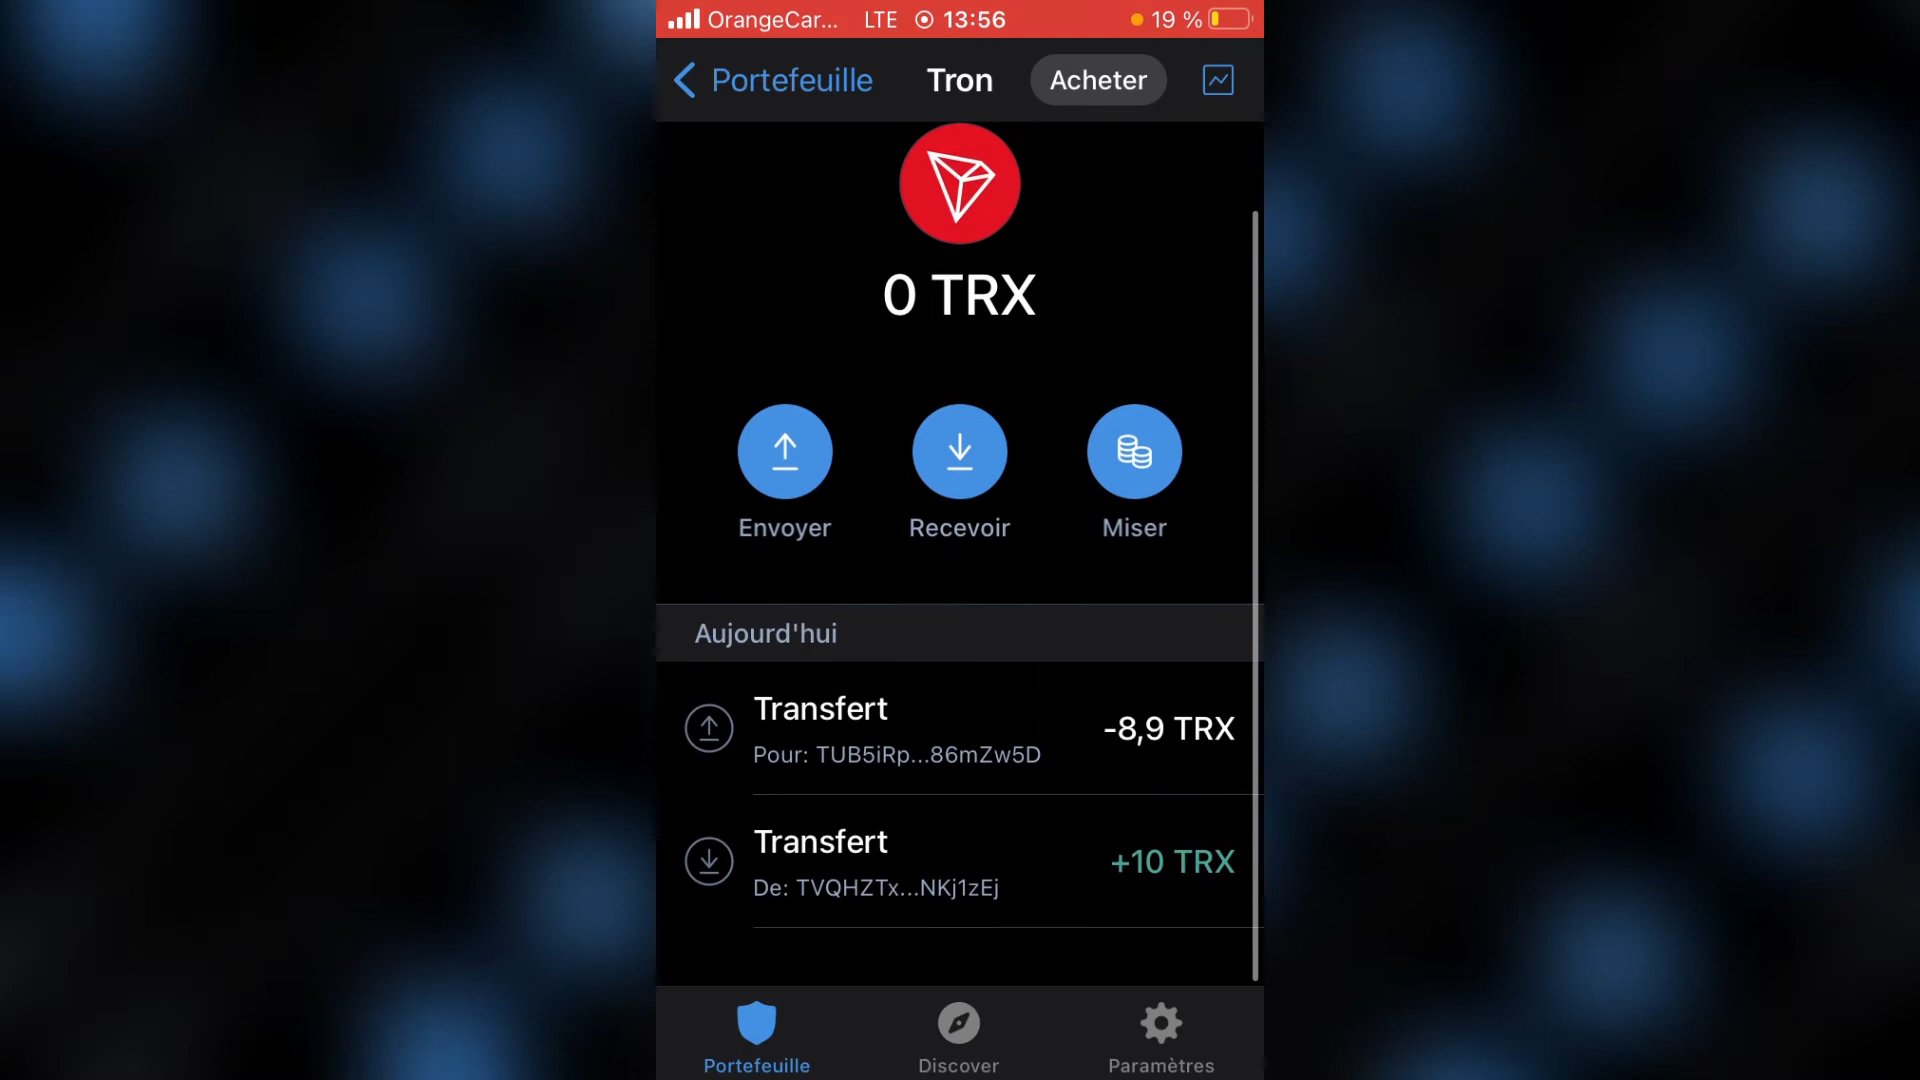 OrangeCar... LTE 13:56 19 %
Portefeuille Tron Acheter
0 TRX
Envoyer Recevoir Miser
Aujourd'hui
Transfert
-8,9 TRX
Pour: TUB5iRp...86mZw5D
Transfert
+10 TRX
De: TVQHZTx...NKj1zEj
Portefeuille Discover Paramètres